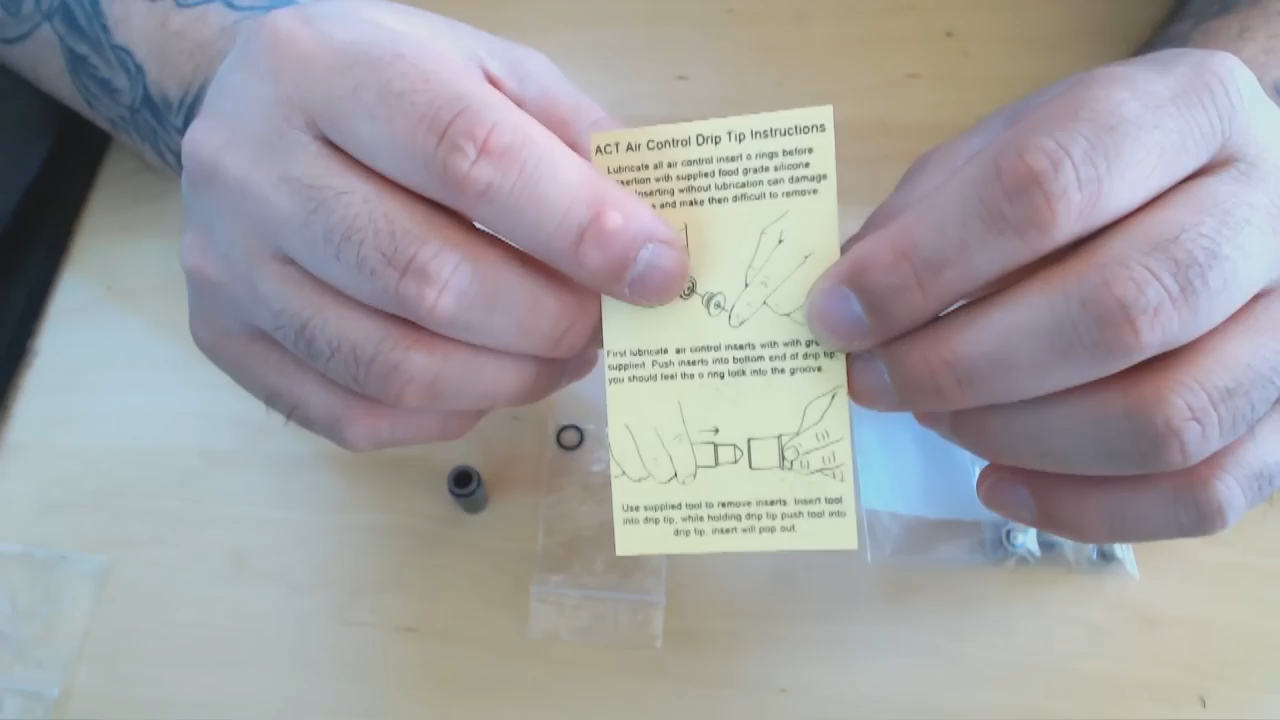 ACT Air Control Drip Tip Instructions
Lubricate all air control insert o rings before
sertion with supplied food grade silicone
Inserting without lubrication can damage
s and make then difficult to remove.
First lubricate air control inserts with with gre
supplied. Push inserts into bottom end of drip tip,
you should feel the o ring lock into the groove.
Use supplied tool to remove inserts. Insert tool
into drip tip, while holding drip tip push tool into
drip tip, insert will pop out.